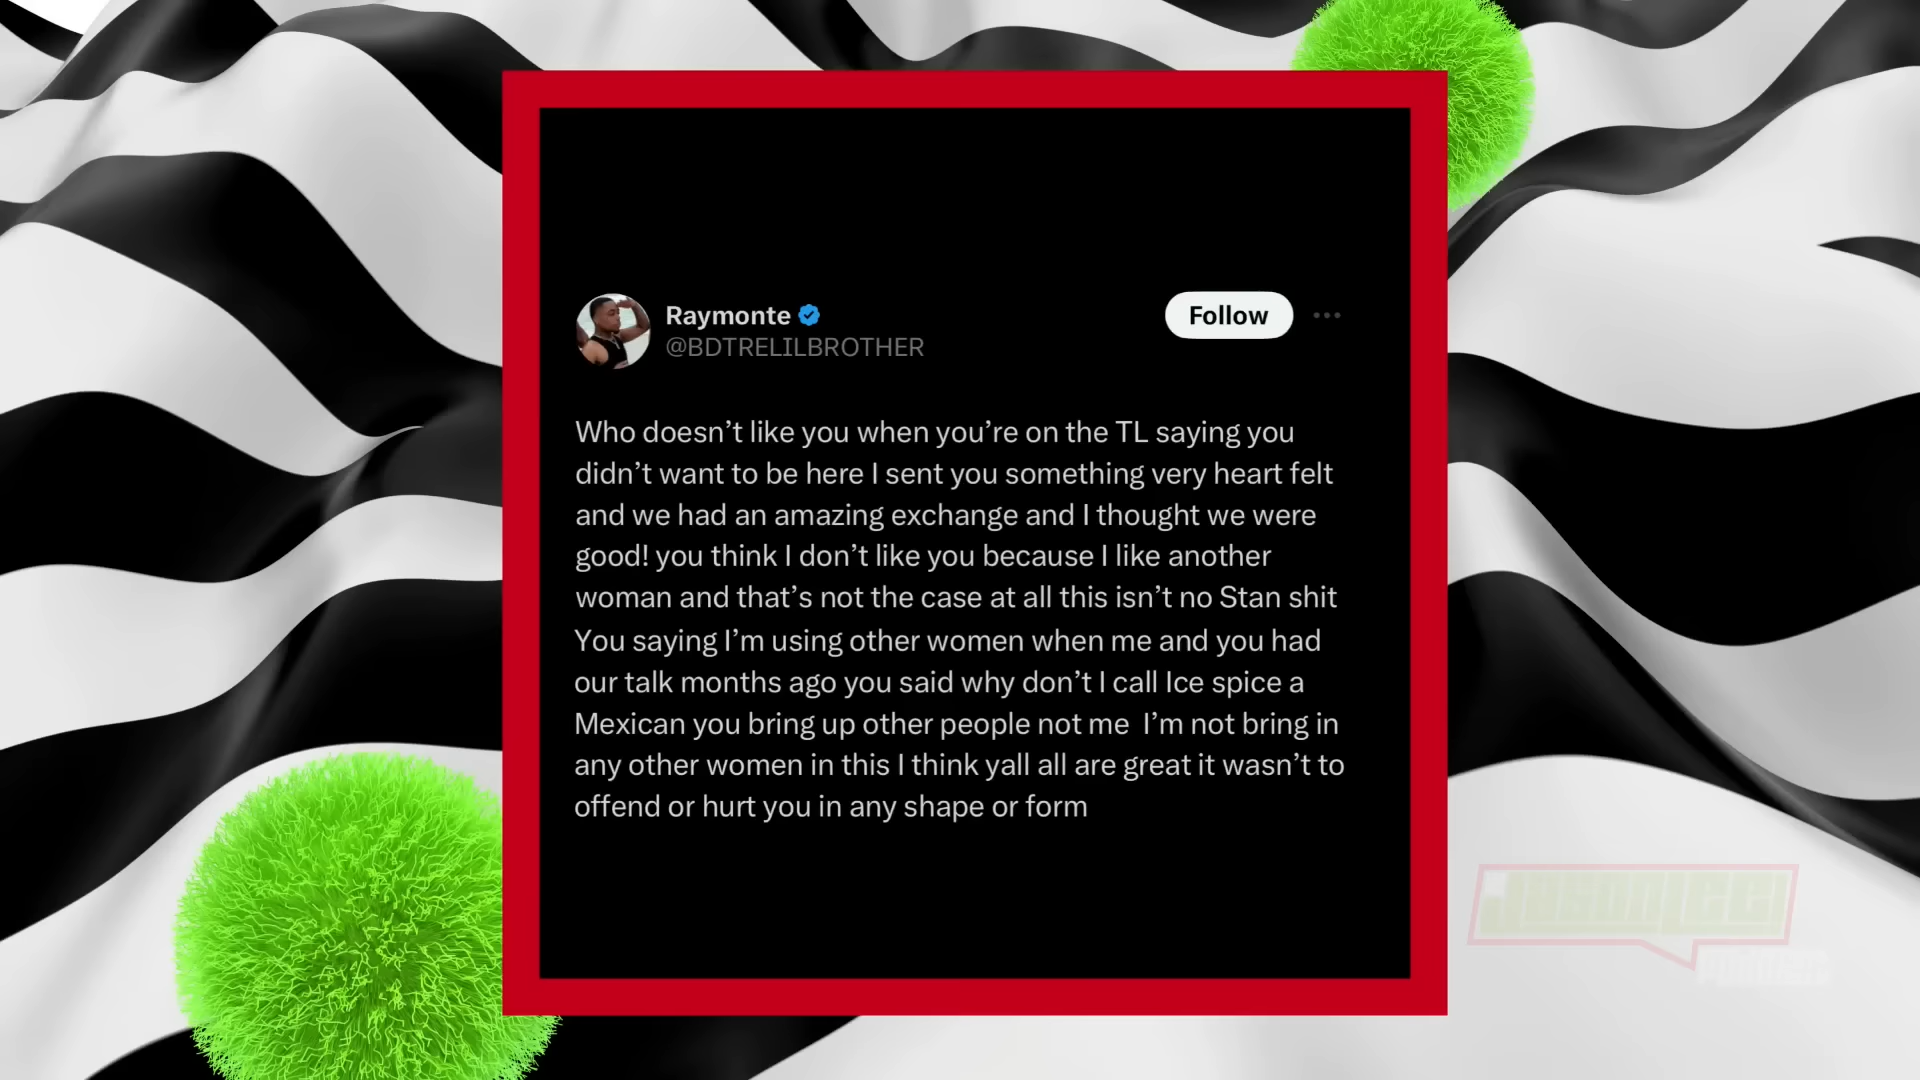 Raymonte
@BDTRELILBROTHER
Follow
Who doesn’t like you when you’re on the TL saying you
didn’t want to be here I sent you something very heart felt
and we had an amazing exchange and I thought we were
good! you think I don’t like you because I like another
woman and that’s not the case at all this isn’t no Stan shit
You saying I’m using other women when me and you had
our talk months ago you said why don’t I call Ice spice a
Mexican you bring up other people not me  I’m not bring in
any other women in this I think yall all are great it wasn’t to
offend or hurt you in any shape or form